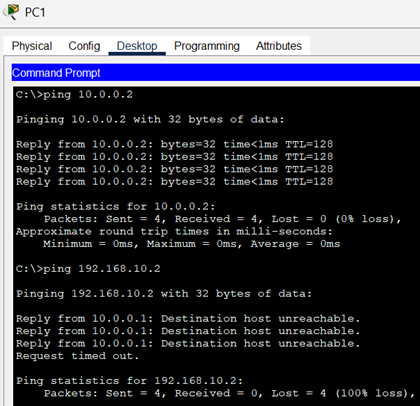 PC1
Physical Config Desktop Programming Attributes
Command Prompt
C:\>ping 10.0.0.2
Pinging 10.0.0.2 with 32 bytes of data:
Reply from 10.0.0.2: bytes=32 time<1ms TTL=128
Reply from 10.0.0.2: bytes=32 time<1ms TTL=128
Reply from 10.0.0.2: bytes=32 time<1ms TTL=128
Reply from 10.0.0.2: bytes=32 time<1ms TTL=128
Ping statistics for 10.0.0.2:
Packets: Sent = 4, Received = 4, Lost = 0 (0% loss),
Approximate round trip times in milli-seconds:
Minimum = 0ms, Maximum = 0ms, Average = 0ms
C:\>ping 192.168.10.2
Pinging 192.168.10.2 with 32 bytes of data:
Reply from 10.0.0.1: Destination host unreachable.
Reply from 10.0.0.1: Destination host unreachable.
Reply from 10.0.0.1: Destination host unreachable.
Request timed out.
Ping statistics for 192.168.10.2:
Packets: Sent = 4, Received = 0, Lost = 4 (100% loss),